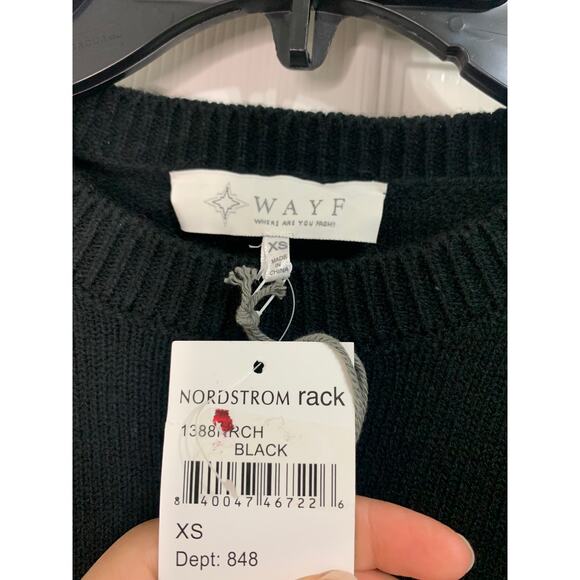 WAYF
WHERE ARE YOU FROM?
XS
MADE
IN
CHINA
NORDSTROM rack
1388NRCH
BLACK
8 40047 46722 6
XS
Dept: 848